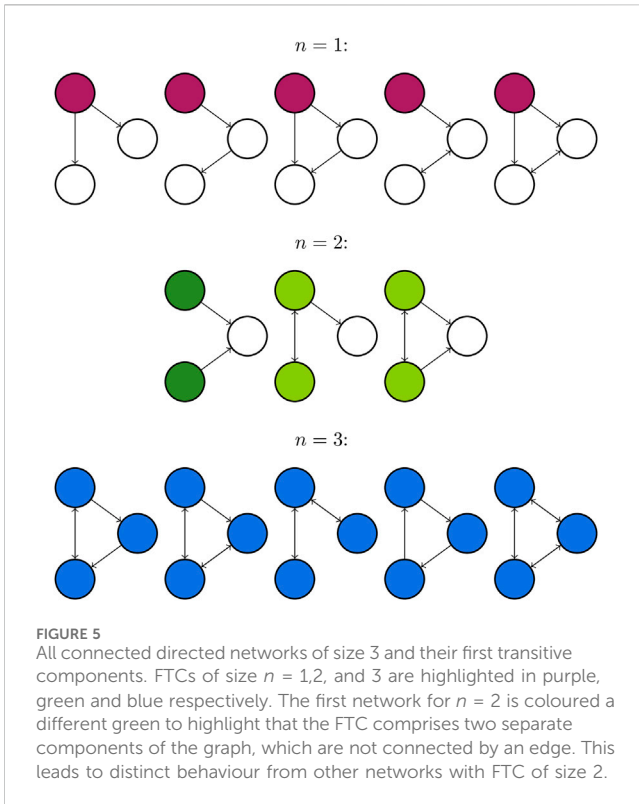 n = 1:
n = 2:
n = 3:
FIGURE 5
All connected directed networks of size 3 and their first transitive
components. FTCs of size n = 1,2, and 3 are highlighted in purple,
green and blue respectively. The first network for n = 2 is coloured a
different green to highlight that the FTC comprises two separate
components of the graph, which are not connected by an edge. This
leads to distinct behaviour from other networks with FTC of size 2.